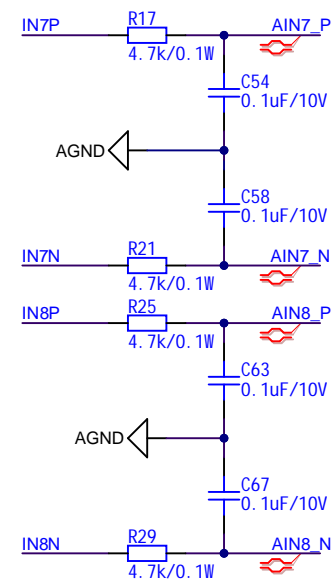 IN7P
R17
AIN7_P
4.7k/0.1W
C54
0.1uF/10V
AGND
C58
0.1uF/10V
IN7N
R21
AIN7_N
4.7k/0.1W
IN8P
R25
AIN8_P
4.7k/0.1W
C63
0.1uF/10V
AGND
C67
0.1uF/10V
IN8N
R29
AIN8_N
4.7k/0.1W